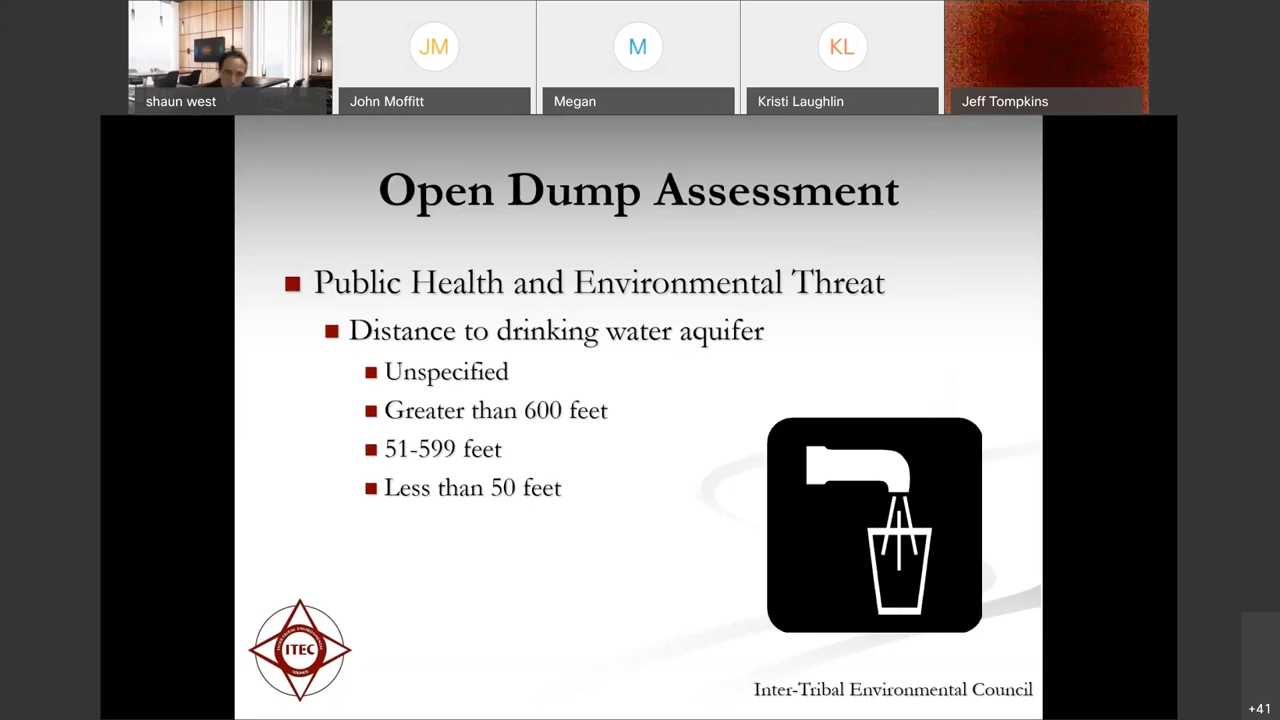 JM
M
KL
shaun west
John Moffitt
Megan
Kristi Laughlin
Jeff Tompkins
Open Dump Assessment
Public Health and Environmental Threat
Distance to drinking water aquifer
Unspecified
Greater than 600 feet
51-599 feet
Less than 50 feet
ITEC
Inter-Tribal Environmental Council
+41